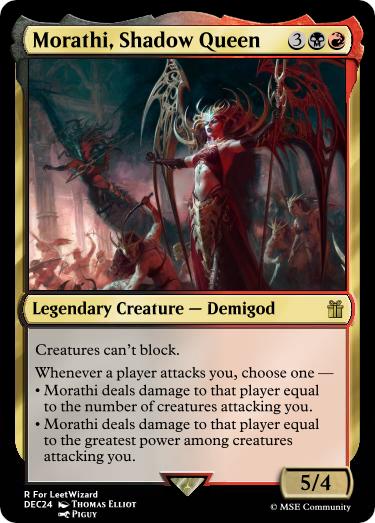 Morathi, Shadow Queen 3
Legendary Creature — Demigod
Creatures can't block.
Whenever a player attacks you, choose one —
• Morathi deals damage to that player equal
to the number of creatures attacking you.
• Morathi deals damage to that player equal
to the greatest power among creatures
attacking you.
5/4
R For LeetWizard
DEC24 Thomas Elliot
Piguy
© MSE Community